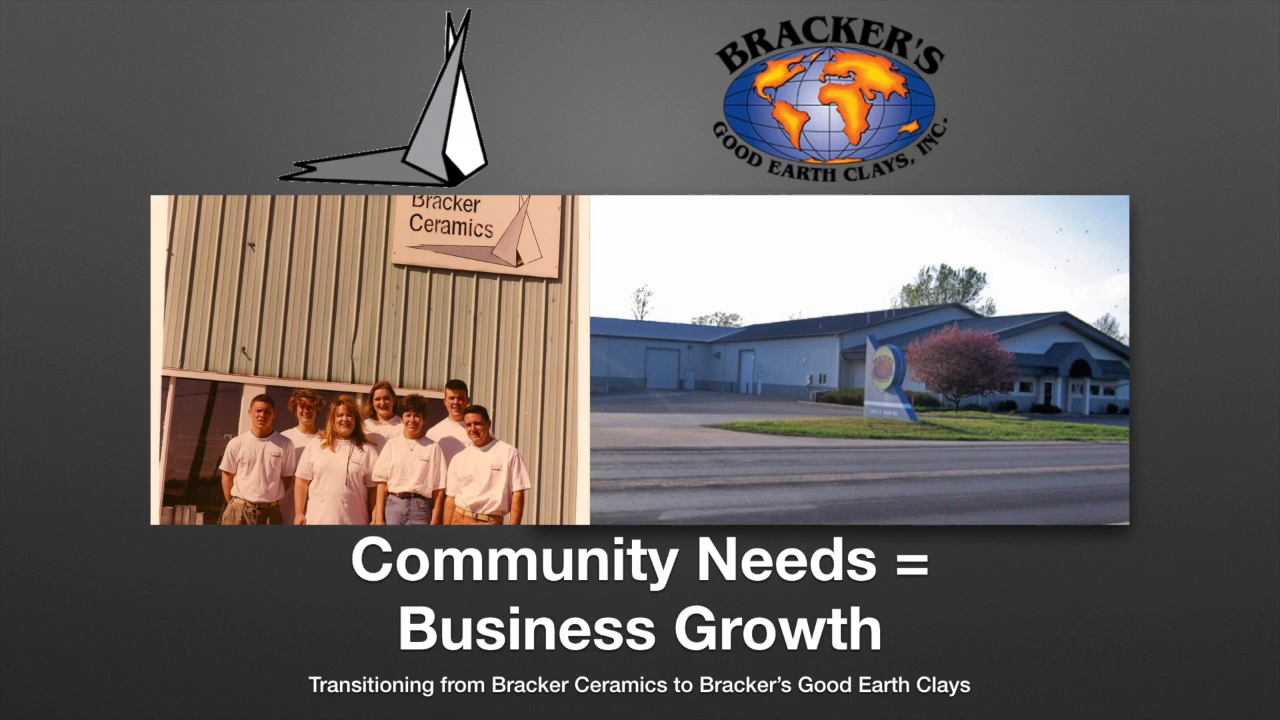 BRACKER'S
GOOD EARTH CLAYS, INC.
Bracker
Ceramics
Community Needs =
Business Growth
Transitioning from Bracker Ceramics to Bracker’s Good Earth Clays